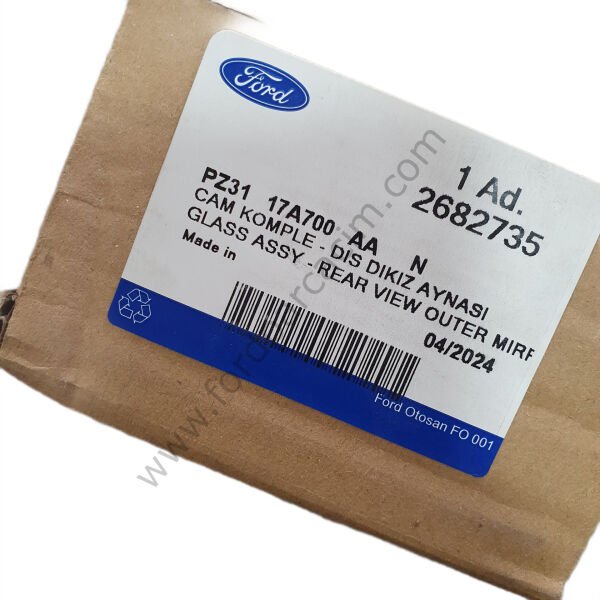 Ford
1 Ad.
2682735
PZ31 17A700 AA N
CAM KOMPLE - DIS DIKIZ AYNASI
GLASS ASSY - REAR VIEW OUTER MIRR
Made in
04/2024
Ford Otosan FO 001